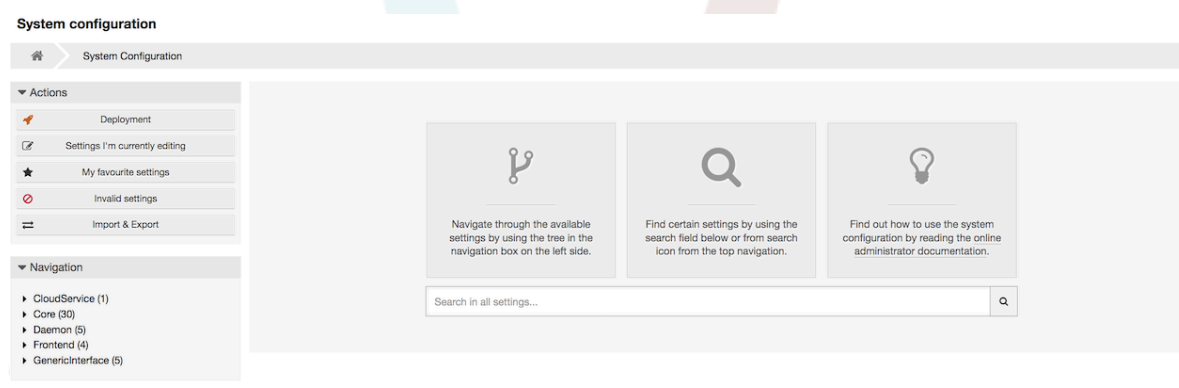 System configuration
System Configuration
Actions
Deployment
Settings I'm currently editing
My favourite settings
Invalid settings
Import & Export
Navigation
CloudService (1)
Core (30)
Daemon (5)
Frontend (4)
GenericInterface (5)
Navigate through the available
settings by using the tree in the
navigation box on the left side.
Find certain settings by using the
search field below or from search
icon from the top navigation.
Find out how to use the system
configuration by reading the online
administrator documentation.
Search in all settings...